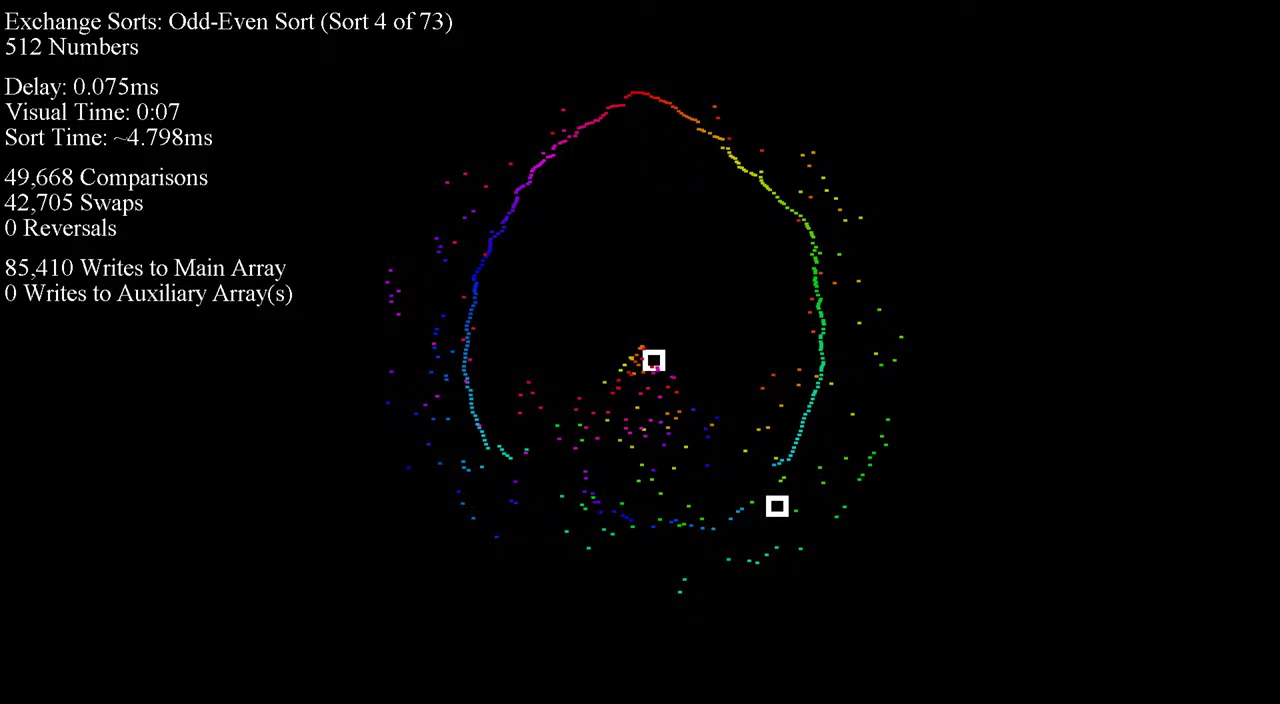 Exchange Sorts: Odd-Even Sort (Sort 4 of 73)
512 Numbers
Delay: 0.075ms
Visual Time: 0:07
Sort Time: ~4.798ms
49,668 Comparisons
42,705 Swaps
0 Reversals
85,410 Writes to Main Array
0 Writes to Auxiliary Array(s)